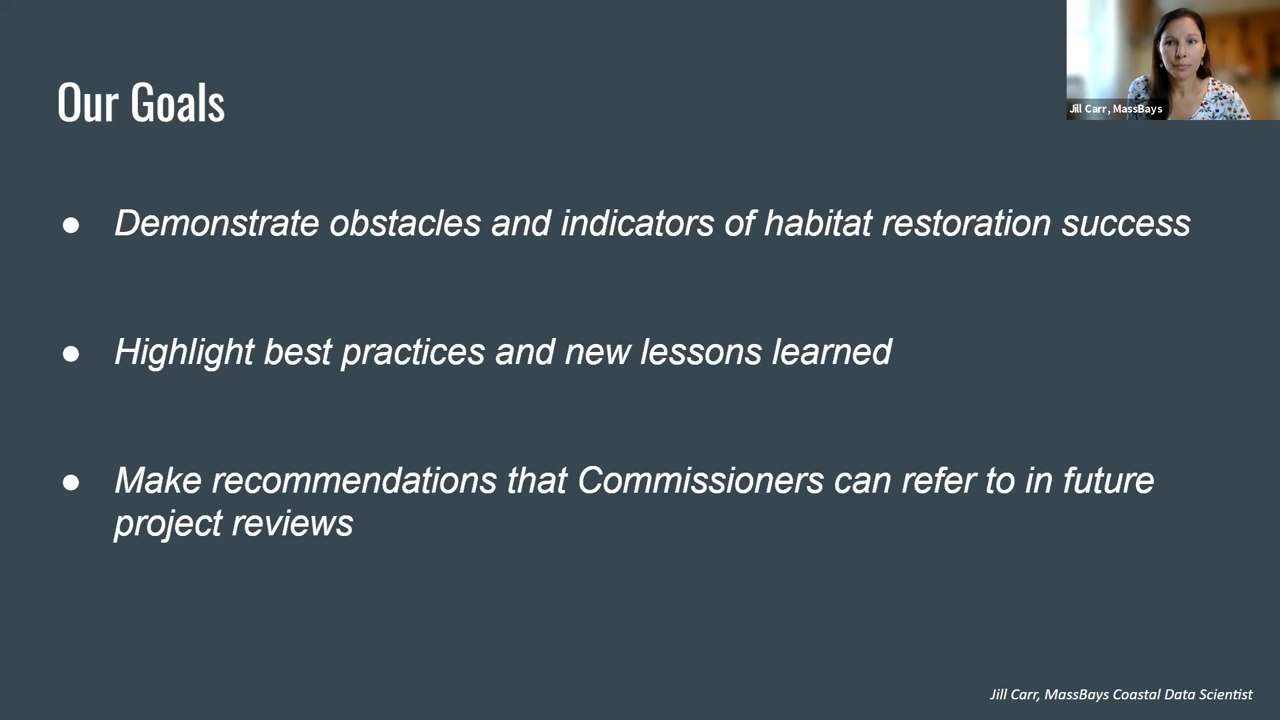 Our Goals
Jill Carr, MassBays
● Demonstrate obstacles and indicators of habitat restoration success
● Highlight best practices and new lessons learned
● Make recommendations that Commissioners can refer to in future
project reviews
Jill Carr, MassBays Coastal Data Scientist